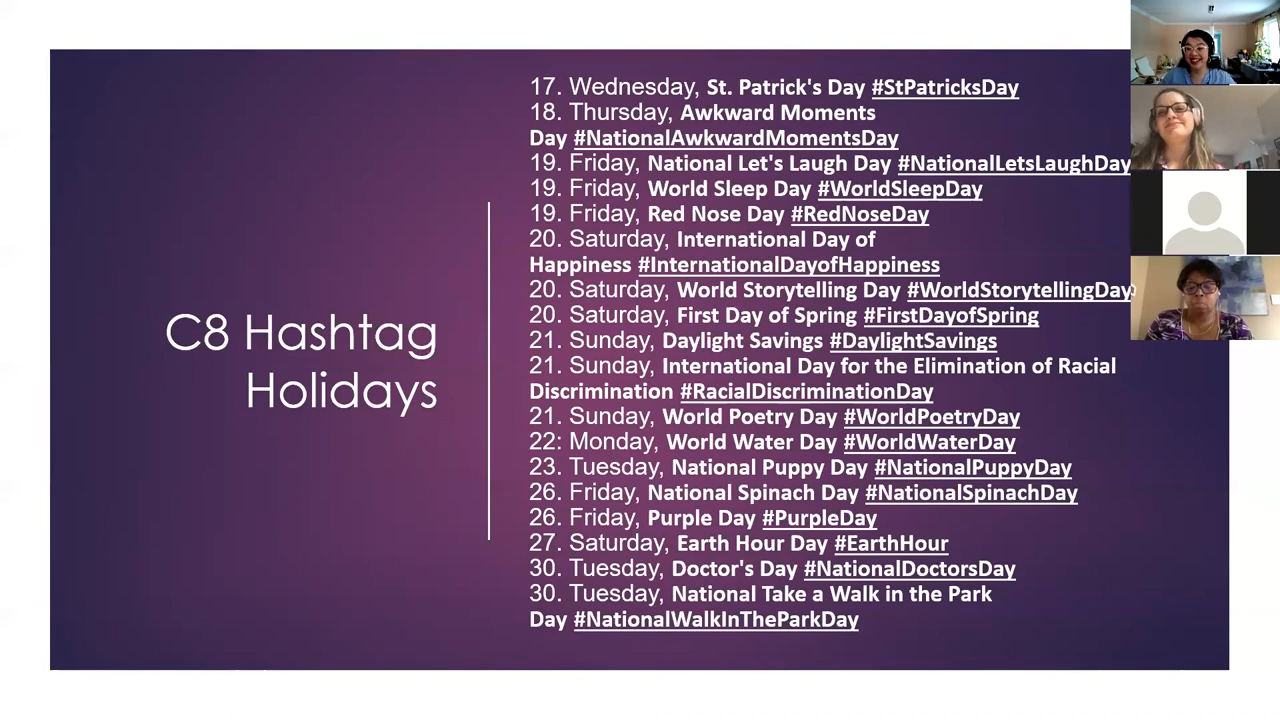 C8 Hashtag
Holidays
17. Wednesday, St. Patrick's Day #StPatricksDay
18. Thursday, Awkward Moments
Day #NationalAwkwardMomentsDay
19. Friday, National Let's Laugh Day #NationalLetsLaughDay
19. Friday, World Sleep Day #WorldSleepDay
19. Friday, Red Nose Day #RedNoseDay
20. Saturday, International Day of
Happiness #InternationalDayofHappiness
20. Saturday, World Storytelling Day #WorldStorytellingDay
20. Saturday, First Day of Spring #FirstDayofSpring
21. Sunday, Daylight Savings #DaylightSavings
21. Sunday, International Day for the Elimination of Racial
Discrimination #RacialDiscriminationDay
21. Sunday, World Poetry Day #WorldPoetryDay
22: Monday, World Water Day #WorldWaterDay
23. Tuesday, National Puppy Day #NationalPuppyDay
26. Friday, National Spinach Day #NationalSpinachDay
26. Friday, Purple Day #PurpleDay
27. Saturday, Earth Hour Day #EarthHour
30. Tuesday, Doctor's Day #NationalDoctorsDay
30. Tuesday, National Take a Walk in the Park
Day #NationalWalkInTheParkDay